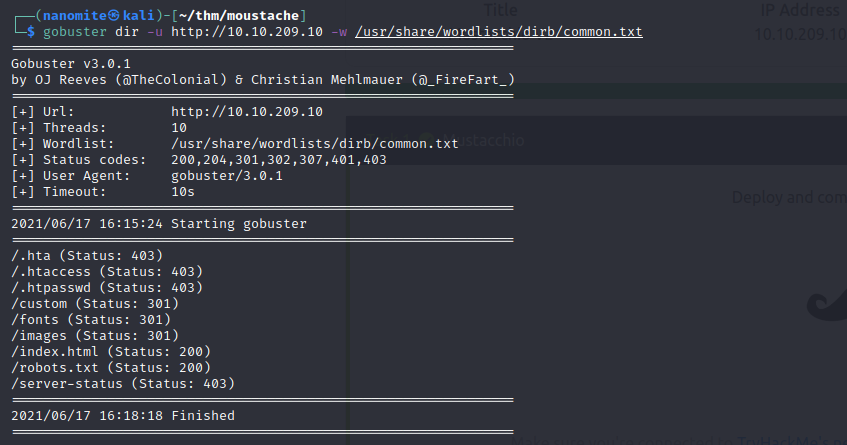 Title
IP Address
(nanomite㉿kali)-[~/thm/moustache]
$ gobuster dir -u http://10.10.209.10 -w /usr/share/wordlists/dirb/common.txt
10.10.209.10
===============================================================
Gobuster v3.0.1
by OJ Reeves (@TheColonial) & Christian Mehlmauer (@_FireFart_)
===============================================================
[+] Url:            http://10.10.209.10
[+] Threads:        10
[+] Wordlist:       /usr/share/wordlists/dirb/common.txt
Mustacchio
[+] Status codes:   200,204,301,302,307,401,403
[+] User Agent:     gobuster/3.0.1
[+] Timeout:        10s
Deploy and com
===============================================================
2021/06/17 16:15:24 Starting gobuster
===============================================================
/.hta (Status: 403)
/.htaccess (Status: 403)
/.htpasswd (Status: 403)
/custom (Status: 301)
/fonts (Status: 301)
/images (Status: 301)
/index.html (Status: 200)
/robots.txt (Status: 200)
/server-status (Status: 403)
===============================================================
2021/06/17 16:18:18 Finished
===============================================================